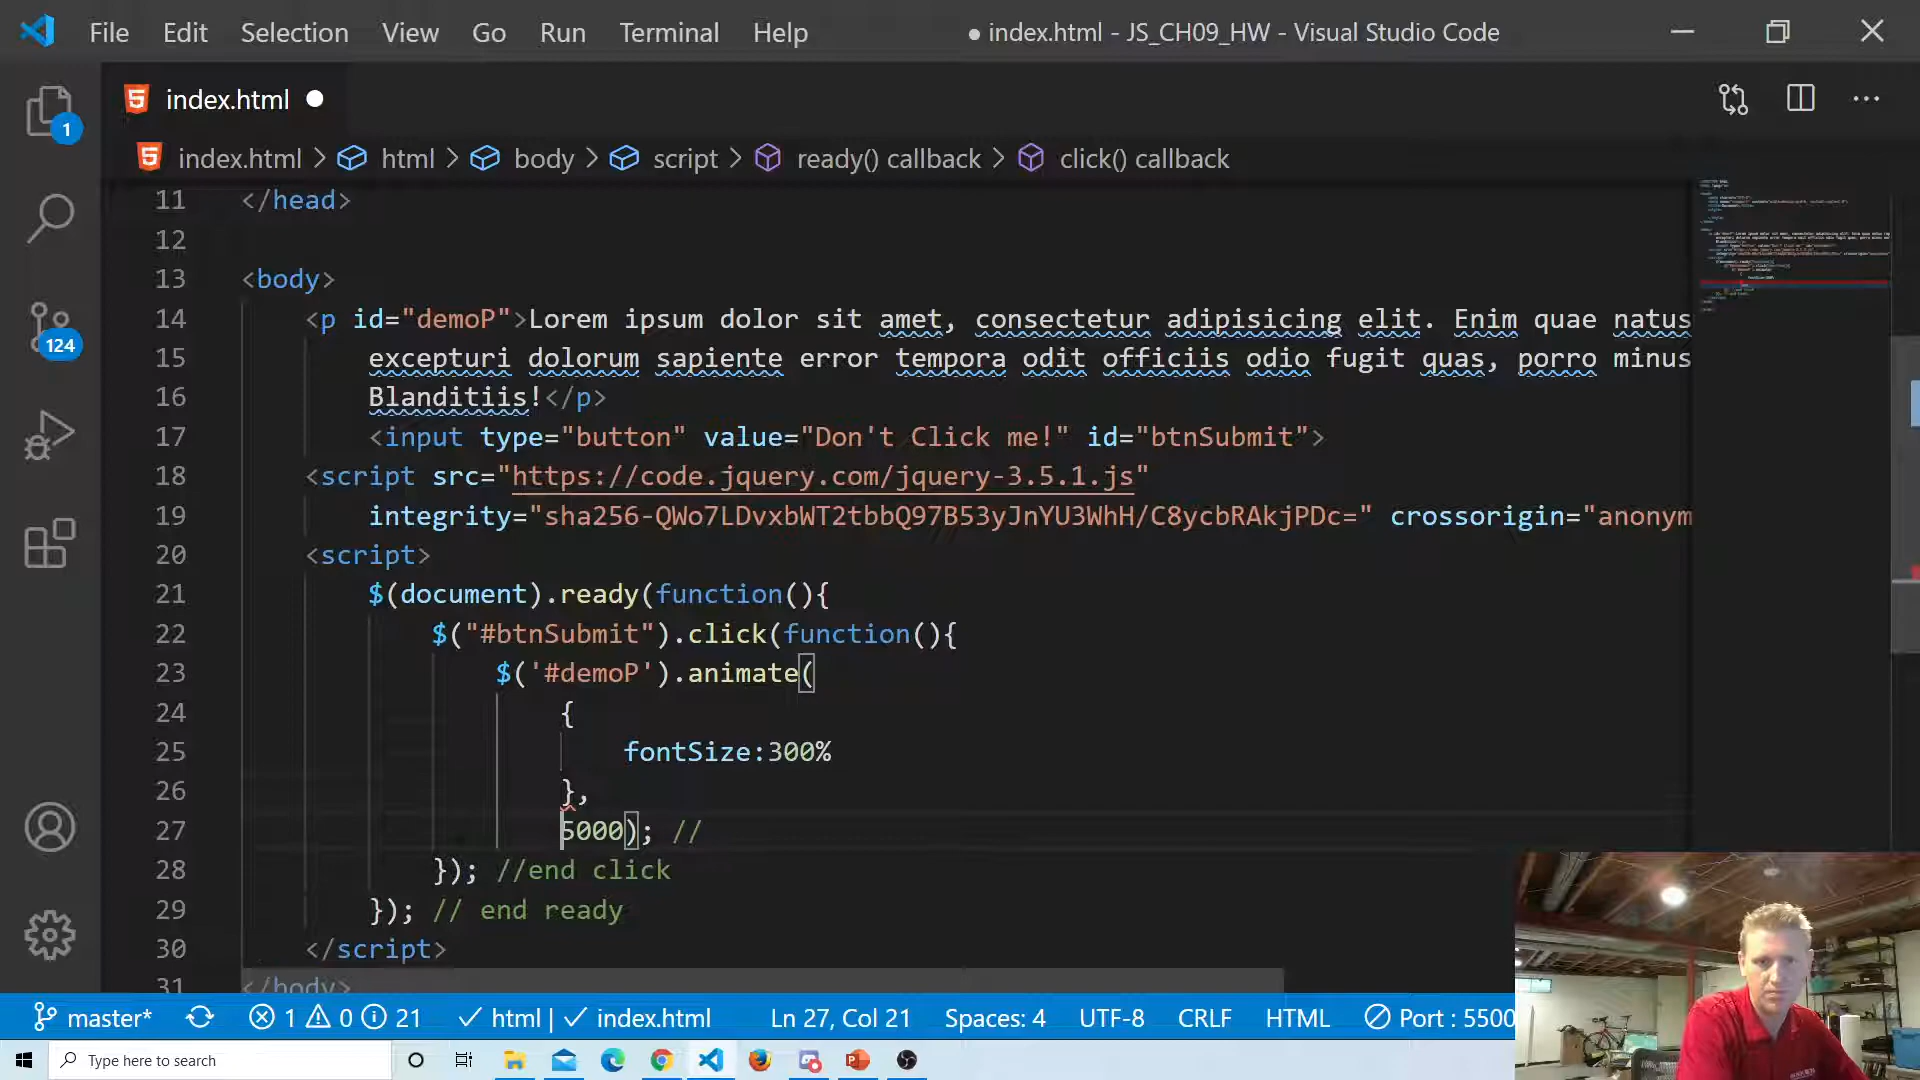 File Edit Selection View Go Run Terminal Help ● index.html - JS_CH09_HW - Visual Studio Code
index.html
1
index.html > html > body > script > ready() callback > click() callback
11 </head>
12
13 <body>
14 <p id="demoP">Lorem ipsum dolor sit amet, consectetur adipisicing elit. Enim quae natus
15 excepturi dolorum sapiente error tempora odit officiis odio fugit quas, porro minus
124
16 Blanditiis!</p>
17 <input type="button" value="Don't Click me!" id="btnSubmit">
18 <script src="https://code.jquery.com/jquery-3.5.1.js"
19 integrity="sha256-QWo7LDvxbWT2tbbQ97B53yJnYU3WhH/C8ycbRAkjPDc=" crossorigin="anonym
20 <script>
21 $(document).ready(function(){
22 $("#btnSubmit").click(function(){
23 $('#demoP').animate(
24 {
25 fontSize:300%
26 },
27 5000); //
28 }); //end click
29 }); // end ready
30 </script>
31 </body>
master* 1 0 21 html | index.html Ln 27, Col 21 Spaces: 4 UTF-8 CRLF HTML Port : 5500
Type here to search